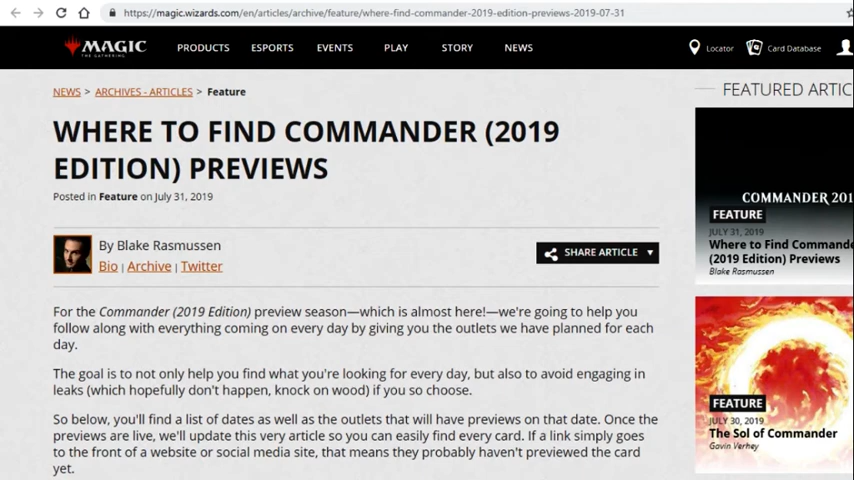 https://magic.wizards.com/en/articles/archive/feature/where-find-commander-2019-edition-previews-2019-07-31
MAGIC
THE GATHERING
PRODUCTS ESPORTS EVENTS PLAY STORY NEWS
Locator Card Database
NEWS > ARCHIVES - ARTICLES > Feature
WHERE TO FIND COMMANDER (2019
EDITION) PREVIEWS
Posted in Feature on July 31, 2019
By Blake Rasmussen
Bio | Archive | Twitter
SHARE ARTICLE
For the Commander (2019 Edition) preview season—which is almost here!—we're going to help you
follow along with everything coming on every day by giving you the outlets we have planned for each
day.
The goal is to not only help you find what you're looking for every day, but also to avoid engaging in
leaks (which hopefully don't happen, knock on wood) if you so choose.
So below, you'll find a list of dates as well as the outlets that will have previews on that date. Once the
previews are live, we'll update this very article so you can easily find every card. If a link simply goes
to the front of a website or social media site, that means they probably haven't previewed the card
yet.
FEATURED ARTIC
COMMANDER 201
FEATURE
JULY 31, 2019
Where to Find Commande
(2019 Edition) Previews
Blake Rasmussen
FEATURE
JULY 30, 2019
The Sol of Commander
Gavin Verhey